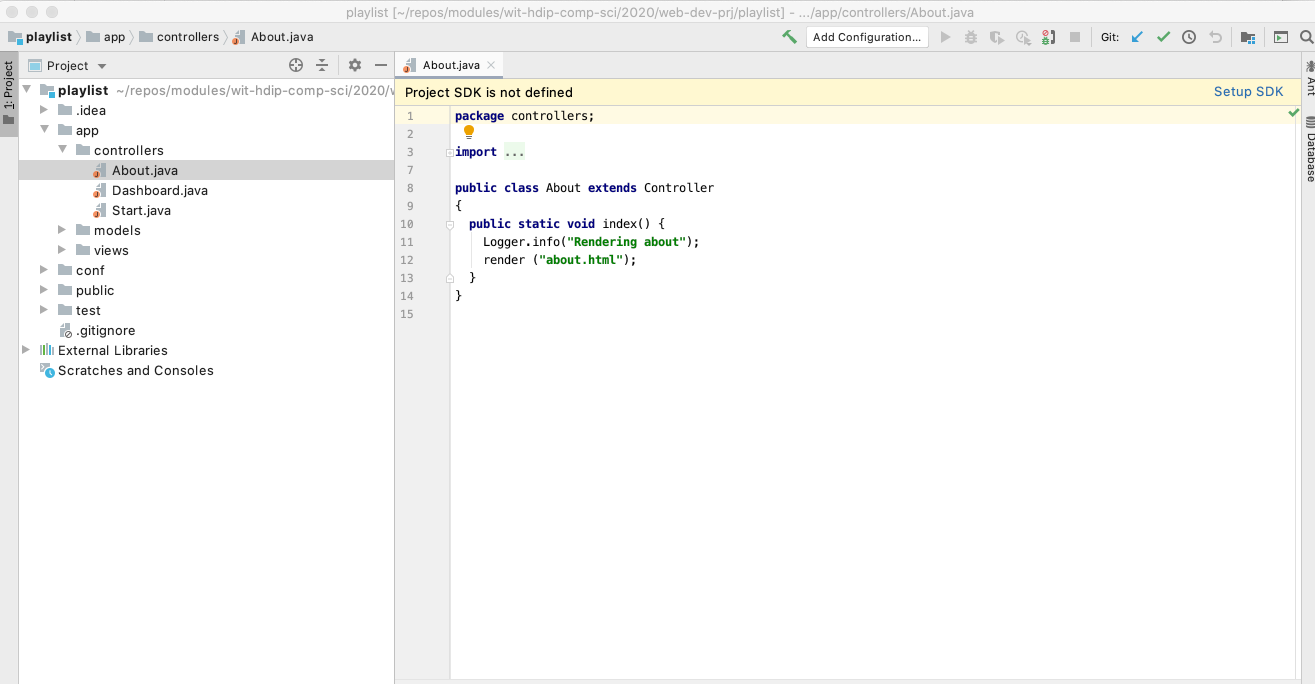 playlist [~/repos/modules/wit-hdip-comp-sci/2020/web-dev-prj/playlist] - .../app/controllers/About.java
playlist app controllers About.java
Add Configuration... Git:
1: Project
Project
playlist ~/repos/modules/wit-hdip-comp-sci/2020/
.idea
app
controllers
About.java
Dashboard.java
Start.java
models
views
conf
public
test
.gitignore
External Libraries
Scratches and Consoles
About.java
Project SDK is not defined Setup SDK
1 package controllers;
2
3 import ...
7
8 public class About extends Controller
9 {
10 public static void index() {
11 Logger.info("Rendering about");
12 render ("about.html");
13 }
14 }
15
Ant
Database